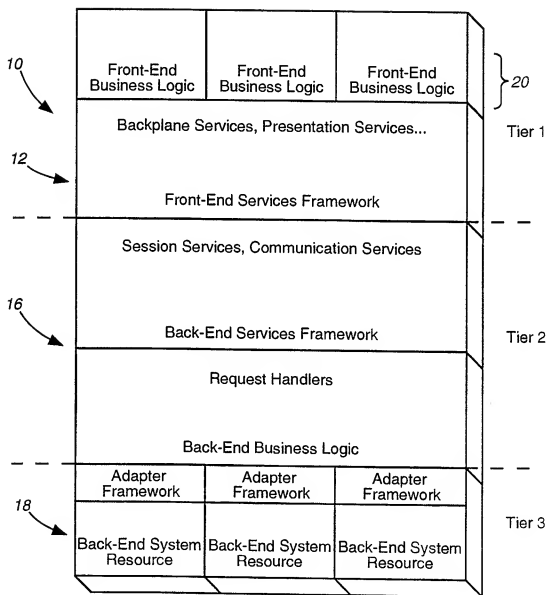 Front-End Business Logic
Front-End Business Logic
Front-End Business Logic
10
20
Backplane Services, Presentation Services...
Tier 1
12
Front-End Services Framework
Session Services, Communication Services
16
Back-End Services Framework
Tier 2
Request Handlers
Back-End Business Logic
Adapter Framework
Adapter Framework
Adapter Framework
18
Tier 3
Back-End System Resource
Back-End System Resource
Back-End System Resource